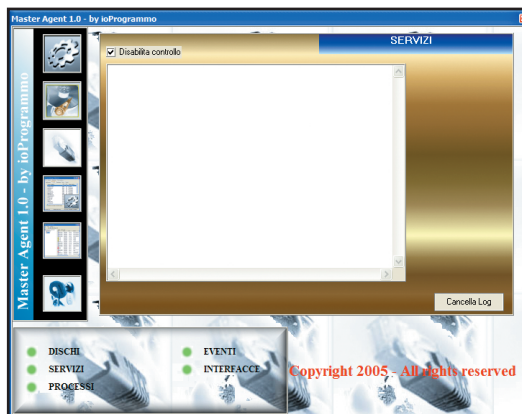 Master Agent 1.0 - by ioProgrammo
Master Agent 1.0 - by ioProgrammo
SERVIZI
Disabilita controllo
Cancella Log
DISCHI
SERVIZI
PROCESSI
EVENTI
INTERFACCE
Copyright 2005 - All rights reserved